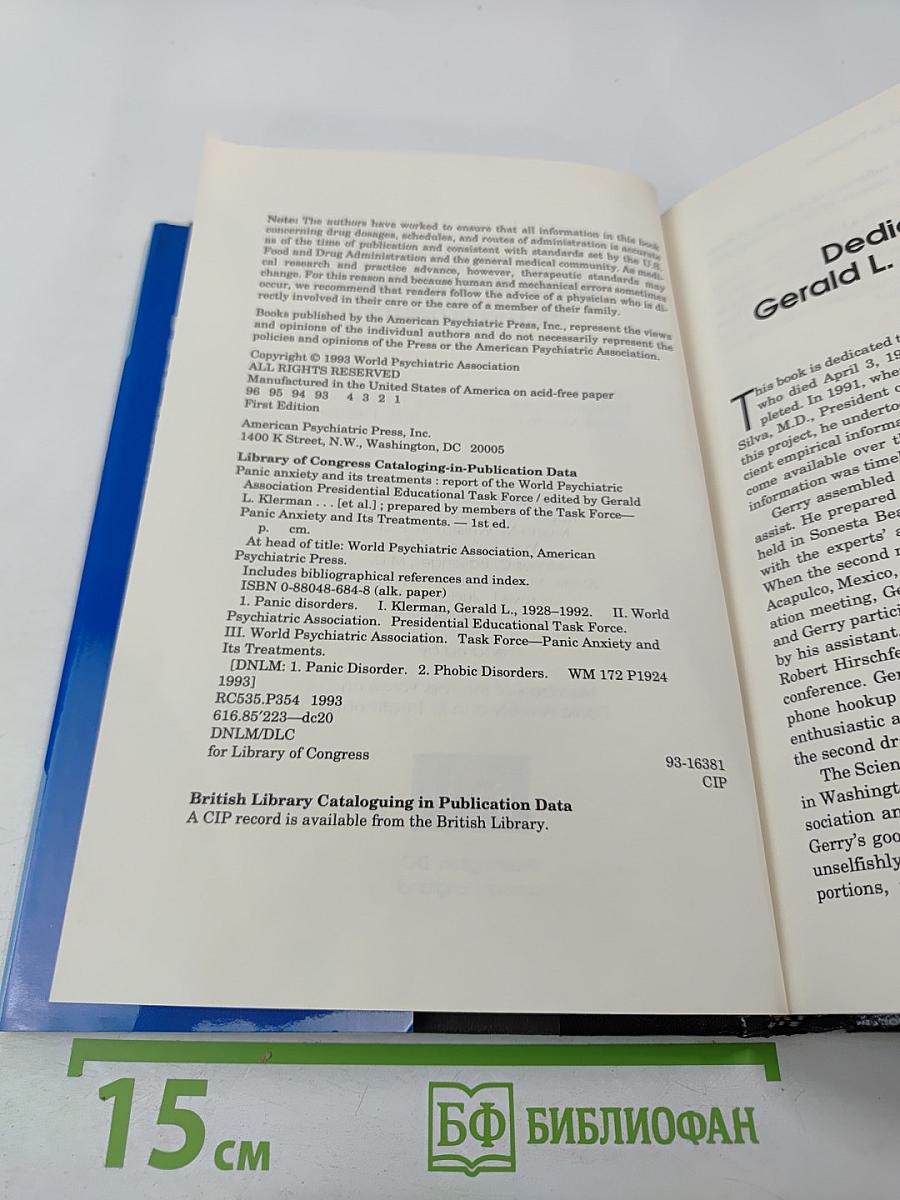 Note: The authors have worked to ensure that all information in this book
concerning drug dosages, schedules, and routes of administration is accurate
as of the time of publication and consistent with standards set by the U.S.
Food and Drug Administration and the general medical community. As medi-
cal research and practice advance, however, therapeutic standards may
change. For this reason and because human and mechanical errors sometimes
occur, we recommend that readers follow the advice of a physician who is di-
rectly involved in their care or the care of a member of their family.
Books published by the American Psychiatric Press, Inc., represent the views
and opinions of the individual authors and do not necessarily represent the
policies and opinions of the Press or the American Psychiatric Association.
Copyright © 1993 World Psychiatric Association
ALL RIGHTS RESERVED
Manufactured in the United States of America on acid-free paper
96 95 94 93 4 3 2 1
First Edition
American Psychiatric Press, Inc.
1400 K Street, N.W., Washington, DC 20005
Library of Congress Cataloging-in-Publication Data
Panic anxiety and its treatments : report of the World Psychiatric
Association Presidential Educational Task Force / edited by Gerald
L. Klerman . . . [et al.] ; prepared by members of the Task Force—
Panic Anxiety and Its Treatments. — 1st ed.
p. cm.
At head of title: World Psychiatric Association, American
Psychiatric Press.
Includes bibliographical references and index.
ISBN 0-88048-684-8 (alk. paper)
1. Panic disorders. I. Klerman, Gerald L., 1928–1992. II. World
Psychiatric Association. Presidential Educational Task Force.
III. World Psychiatric Association. Task Force—Panic Anxiety and
Its Treatments.
[DNLM: 1. Panic Disorder. 2. Phobic Disorders. WM 172 P1924
1993]
RC535.P354 1993
616.85′223—dc20
DNLM/DLC
for Library of Congress 93-16381
CIP
British Library Cataloguing in Publication Data
A CIP record is available from the British Library.
Dedic
Gerald L.
This book is dedicated t
who died April 3, 19
pleted. In 1991, whe
Silva, M.D., President o
this project, he underto
cient empirical informa
come available over t
information was timel
Gerry assembled
assist. He prepared
held in Sonesta Bea
with the experts' a
When the second m
Acapulco, Mexico,
ation meeting, Ge
and Gerry partici
by his assistant.
Robert Hirschfe
conference. Ger
phone hookup
enthusiastic a
the second dr
The Scien
in Washingt
sociation an
Gerry's goo
unselfishly
portions,
15 см
БФ БИБЛИОФАН